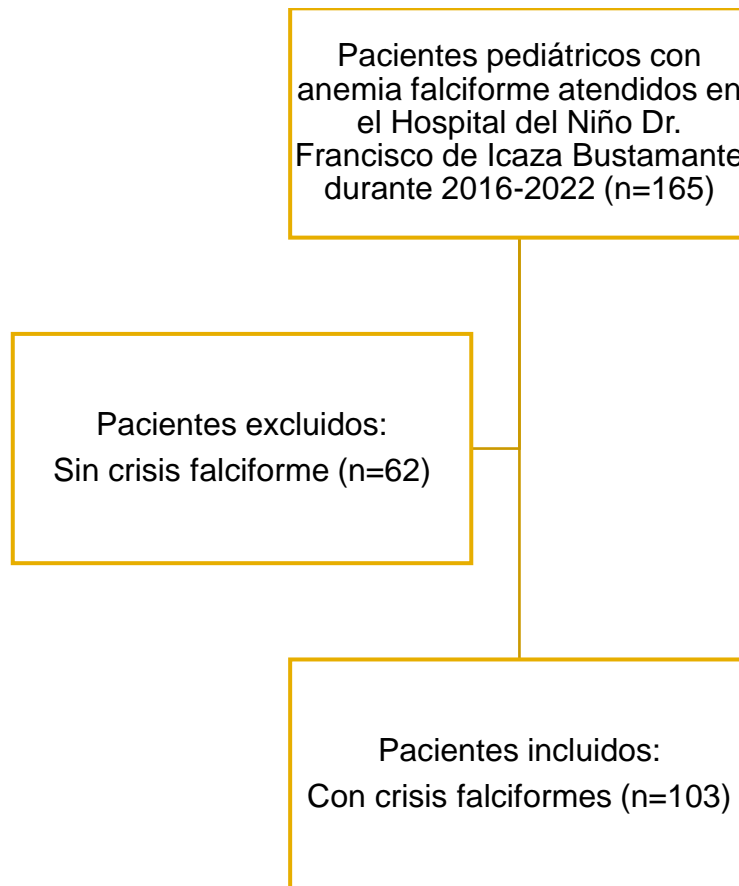 Pacientes pediátricos con
anemia falciforme atendidos en
el Hospital del Niño Dr.
Francisco de Icaza Bustamante
durante 2016-2022 (n=165)
Pacientes excluidos:
Sin crisis falciforme (n=62)
Pacientes incluidos:
Con crisis falciformes (n=103)